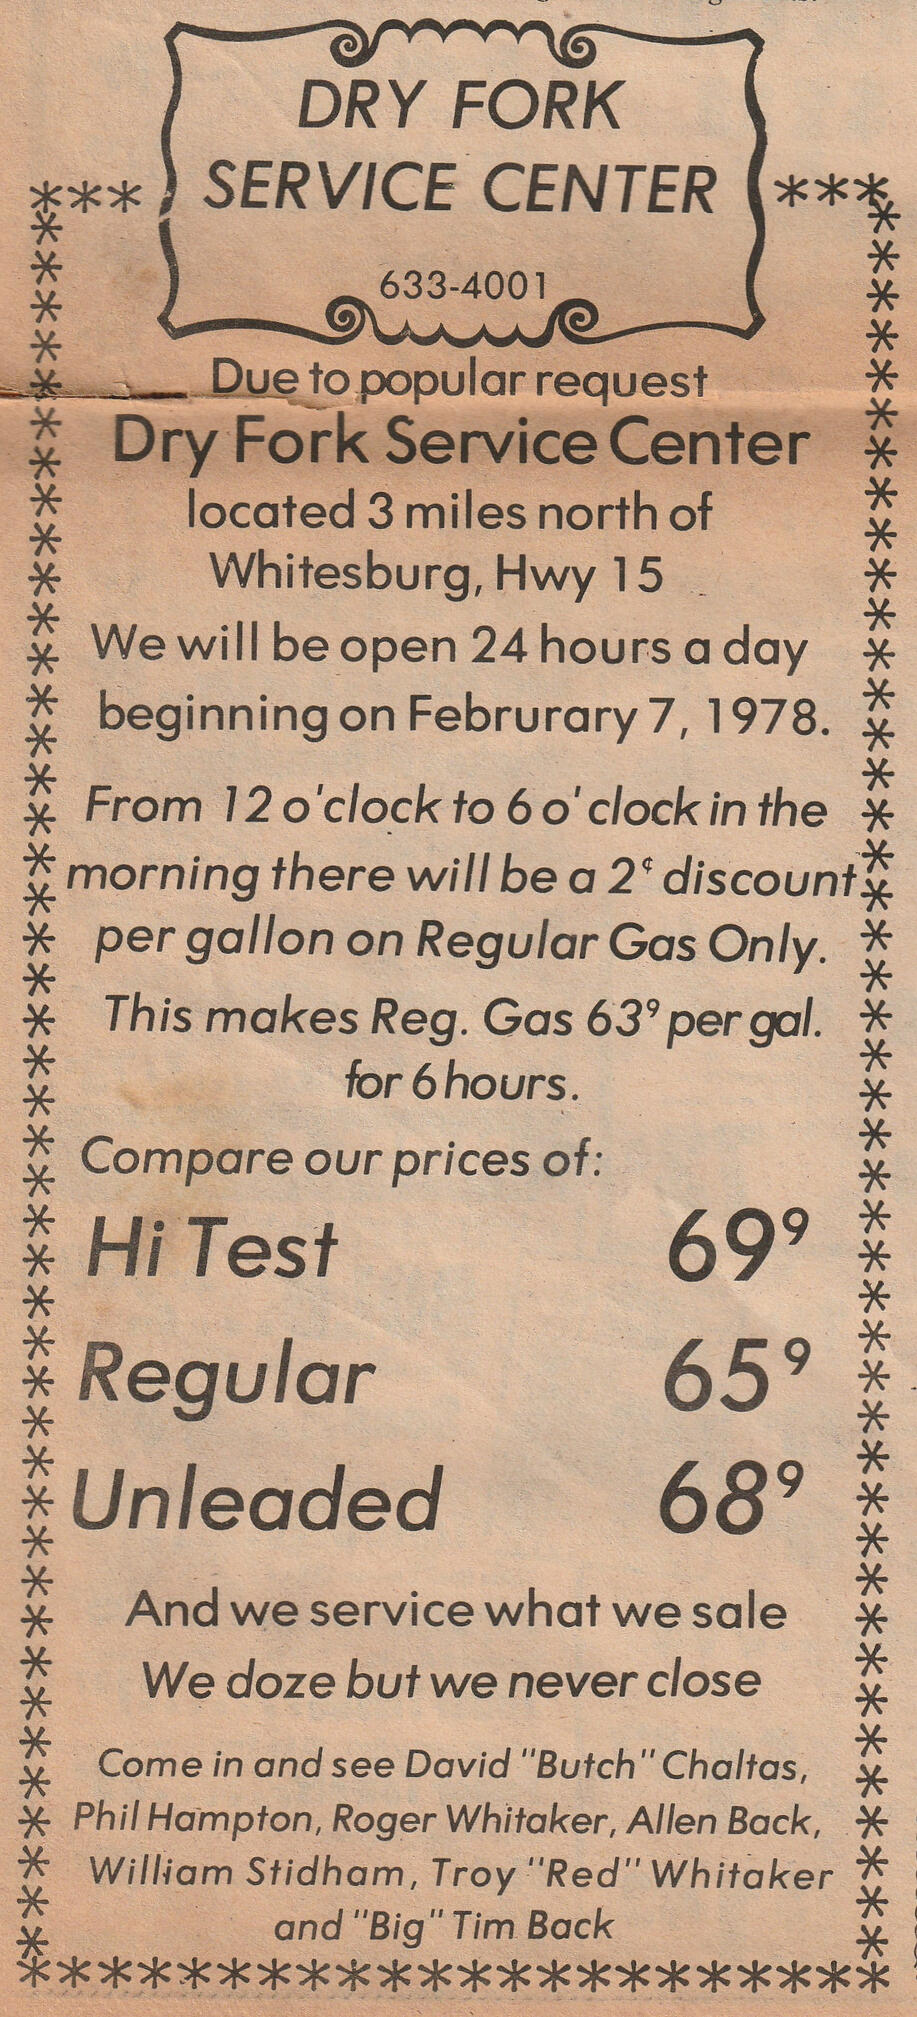 DRY FORK
SERVICE CENTER
633-4001
Due to popular request
Dry Fork Service Center
located 3 miles north of
Whitesburg, Hwy 15
We will be open 24 hours a day
beginning on Februrary 7, 1978.
From 12 o'clock to 6 o'clock in the
morning there will be a 2¢ discount
per gallon on Regular Gas Only.
This makes Reg. Gas 63⁹ per gal.
for 6 hours.
Compare our prices of:
Hi Test 69⁹
Regular 65⁹
Unleaded 68⁹
And we service what we sale
We doze but we never close
Come in and see David "Butch" Chaltas,
Phil Hampton, Roger Whitaker, Allen Back,
William Stidham, Troy "Red" Whitaker
and "Big" Tim Back